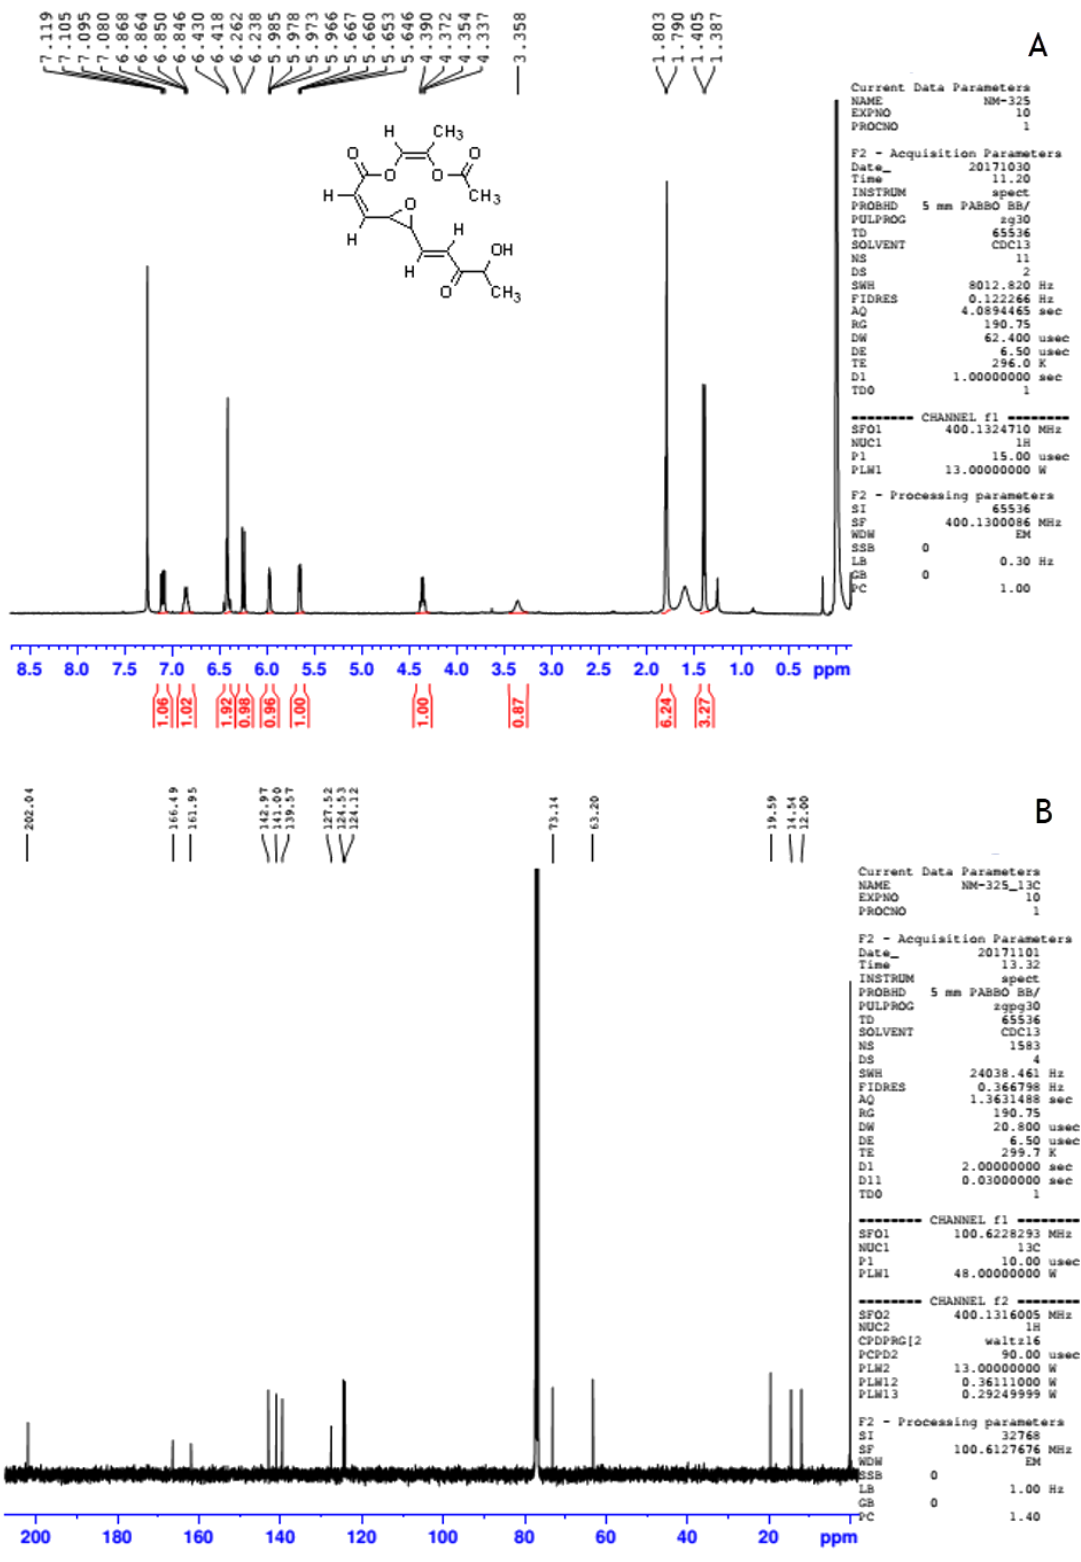 7.119
7.105
7.095
7.080
6.868
6.864
6.850
6.846
6.430
6.418
6.262
6.238
5.985
5.978
5.973
5.966
5.667
5.660
5.653
5.646
4.390
4.372
4.354
4.337
3.358
1.803
1.790
1.405
1.387
A
Current Data Parameters
NAME NM-325
EXPNO 10
PROCNO 1
F2 - Acquisition Parameters
Date_ 20171030
Time 11.20
INSTRUM spect
PROBHD 5 mm PABBO BB/
PULPROG zg30
TD 65536
SOLVENT CDCl3
NS 11
DS 2
SWH 8012.820 Hz
FIDRES 0.122266 Hz
AQ 4.0894465 sec
RG 190.75
DW 62.400 usec
DE 6.50 usec
TE 296.0 K
D1 1.00000000 sec
TD0 1
======== CHANNEL f1 ========
SFO1 400.1324710 MHz
NUC1 1H
P1 15.00 usec
PLW1 13.00000000 W
F2 - Processing parameters
SI 65536
SF 400.1300086 MHz
WDW EM
SSB 0
LB 0.30 Hz
GB 0
PC 1.00
H CH3
O O O O
H CH3
O
H H
H OH
O CH3
8.5 8.0 7.5 7.0 6.5 6.0 5.5 5.0 4.5 4.0 3.5 3.0 2.5 2.0 1.5 1.0 0.5 ppm
1.06
1.02
1.92
0.98
0.96
1.00
1.00
0.87
6.24
3.27
202.04
166.49
161.95
142.97
141.00
139.57
127.52
124.53
124.12
73.14
63.20
19.59
14.54
12.00
B
Current Data Parameters
NAME NM-325_13C
EXPNO 10
PROCNO 1
F2 - Acquisition Parameters
Date_ 20171101
Time 13.32
INSTRUM spect
PROBHD 5 mm PABBO BB/
PULPROG zgpg30
TD 65536
SOLVENT CDCl3
NS 1583
DS 4
SWH 24038.461 Hz
FIDRES 0.366798 Hz
AQ 1.3631488 sec
RG 190.75
DW 20.800 usec
DE 6.50 usec
TE 299.7 K
D1 2.00000000 sec
D11 0.03000000 sec
TD0 1
======== CHANNEL f1 ========
SFO1 100.6228293 MHz
NUC1 13C
P1 10.00 usec
PLW1 48.00000000 W
======== CHANNEL f2 ========
SFO2 400.1316005 MHz
NUC2 1H
CPDPRG[2 waltz16
PCPD2 90.00 usec
PLW2 13.00000000 W
PLW12 0.36111000 W
PLW13 0.29249999 W
F2 - Processing parameters
SI 32768
SF 100.6127676 MHz
WDW EM
SSB 0
LB 1.00 Hz
GB 0
PC 1.40
200 180 160 140 120 100 80 60 40 20 ppm